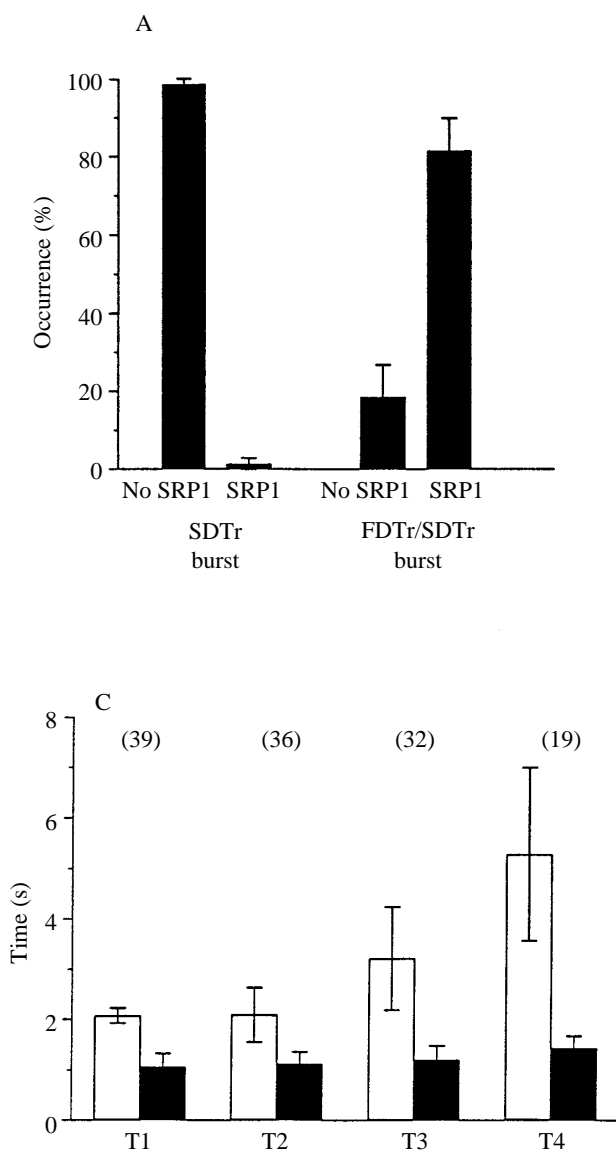 A
Occurrence (%)
100
80
60
40
20
0
No SRP1 SRP1 No SRP1 SRP1
SDTr FDTr/SDTr
burst burst
C
Time (s)
8
(39) (36) (32) (19)
6
4
2
0
T1 T2 T3 T4